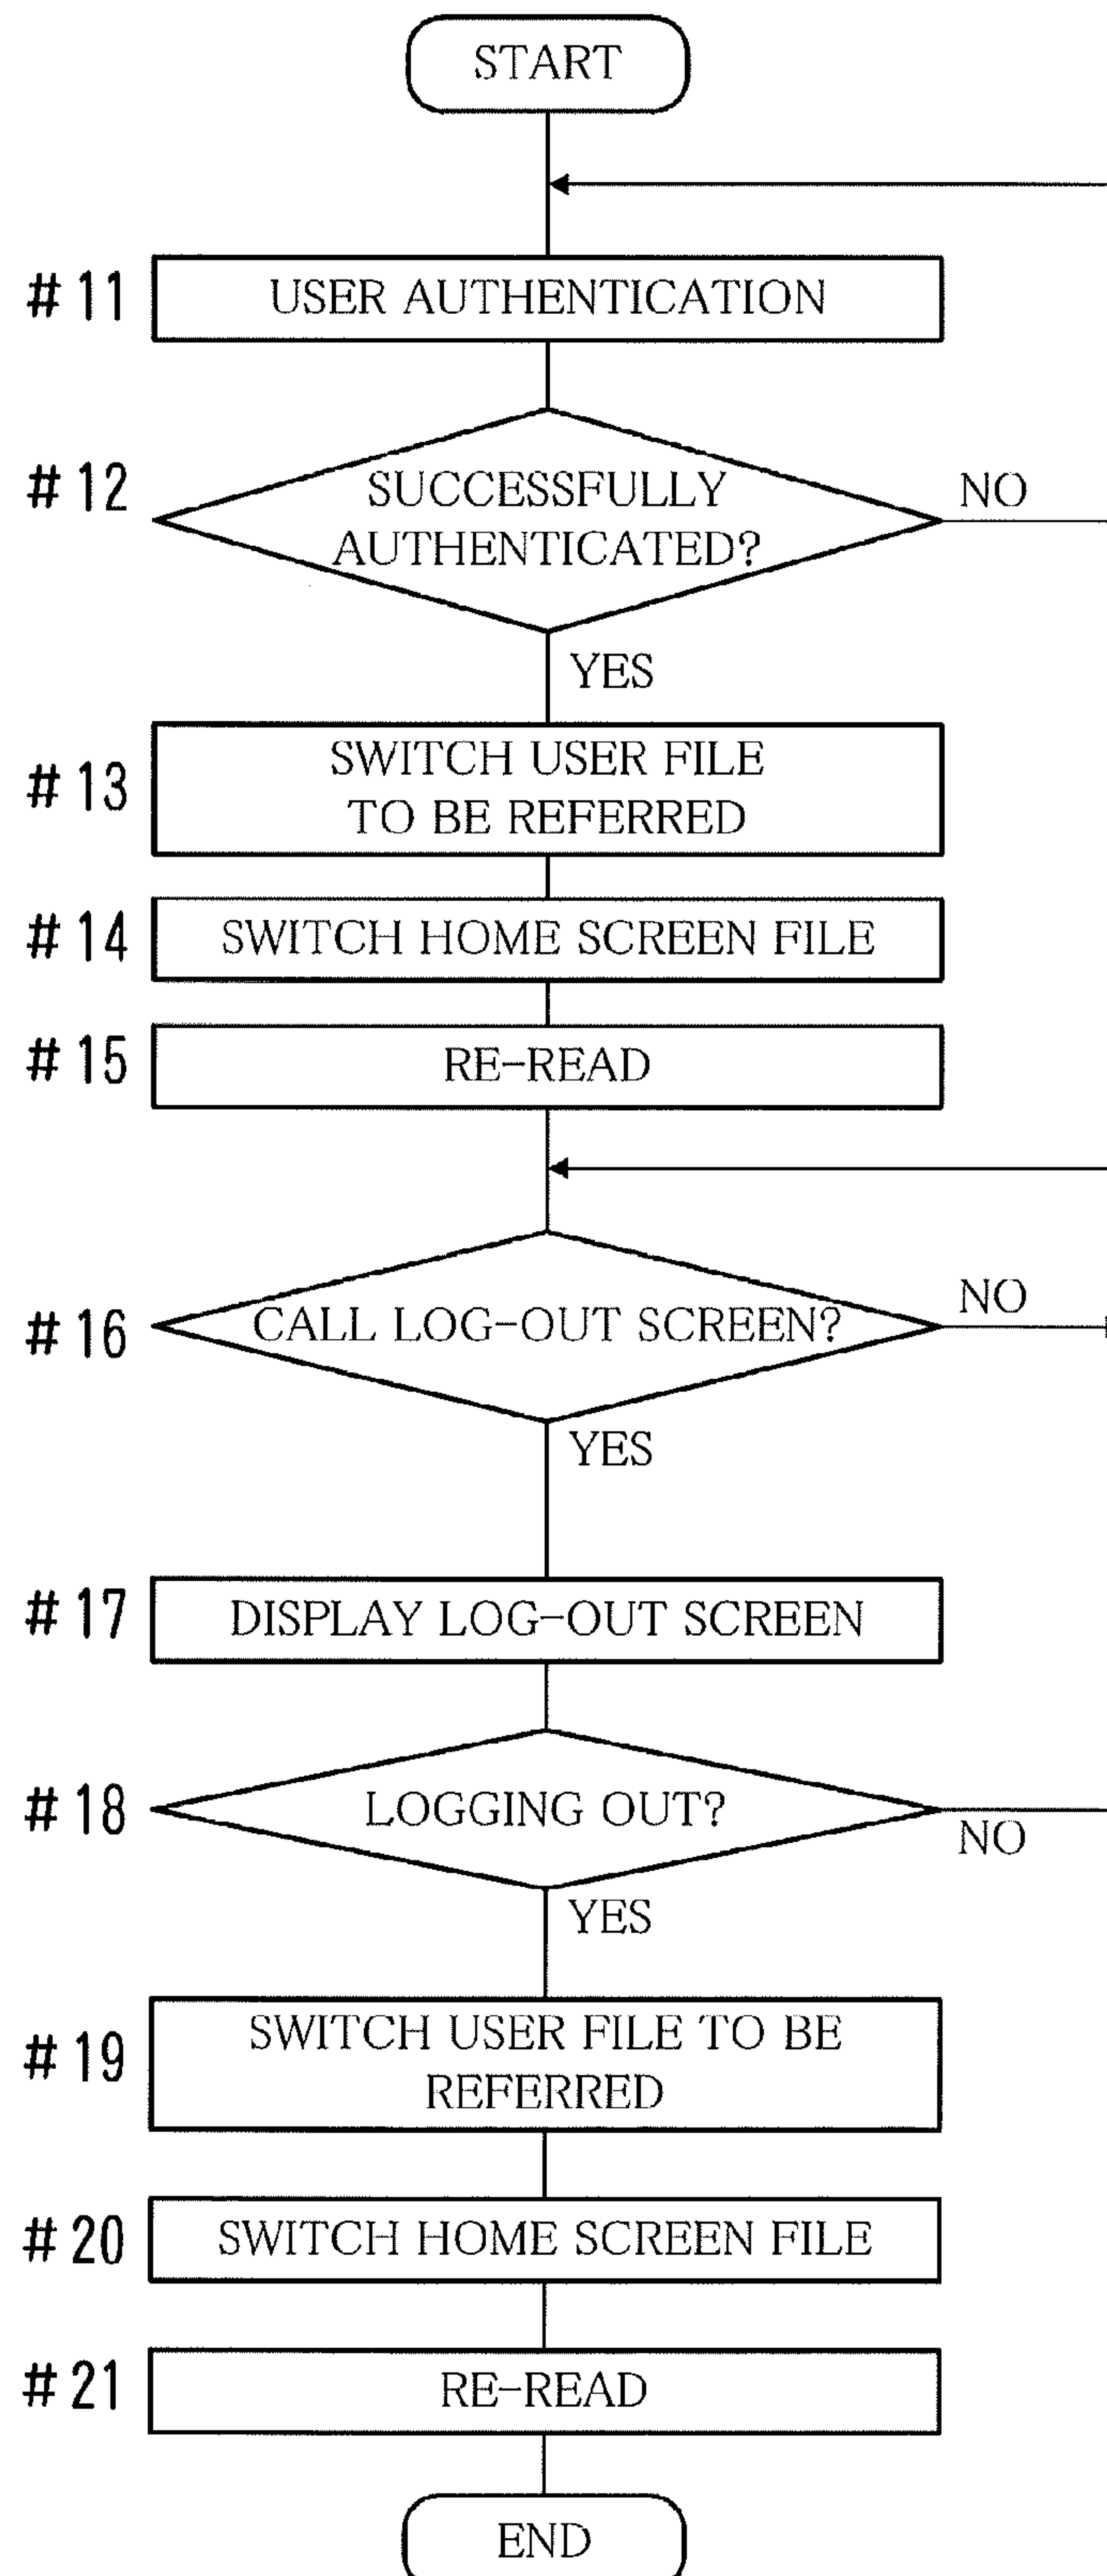 START
#11 USER AUTHENTICATION
#12 SUCCESSFULLY
AUTHENTICATED?
NO
YES
#13 SWITCH USER FILE
TO BE REFERRED
#14 SWITCH HOME SCREEN FILE
#15 RE-READ
#16 CALL LOG-OUT SCREEN?
NO
YES
#17 DISPLAY LOG-OUT SCREEN
#18 LOGGING OUT?
NO
YES
#19 SWITCH USER FILE TO BE
REFERRED
#20 SWITCH HOME SCREEN FILE
#21 RE-READ
END